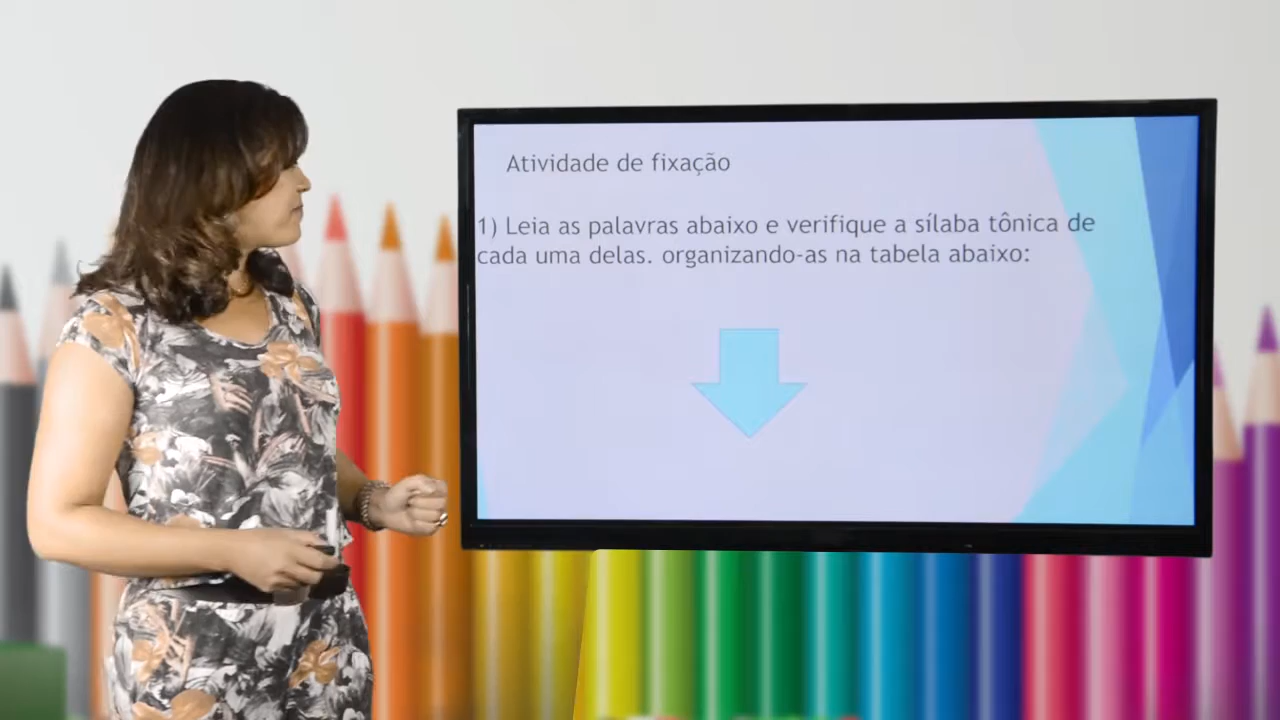 Atividade de fixação
1) Leia as palavras abaixo e verifique a sílaba tônica de
cada uma delas. organizando-as na tabela abaixo: